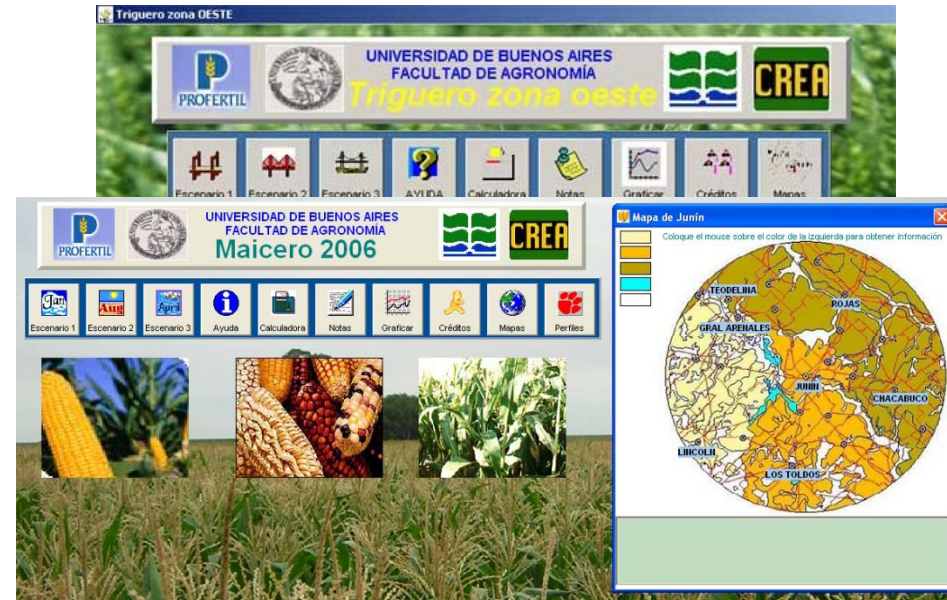 Triguero zona OESTE
UNIVERSIDAD DE BUENOS AIRES
FACULTAD DE AGRONOMÍA
Triguero zona oeste
PROFERTIL
CREA
Escenario 1
Escenario 2
Escenario 3
AYUDA
Calculadora
Notas
Graficar
Créditos
Mapas
UNIVERSIDAD DE BUENOS AIRES
FACULTAD DE AGRONOMÍA
Maicero 2006
PROFERTIL
CREA
Jan
Aug
April
Escenario 1
Escenario 2
Escenario 3
Ayuda
Calculadora
Notas
Graficar
Créditos
Mapas
Perfiles
Mapa de Junín
Coloque el mouse sobre el color de la izquierda para obtener información
TEODELINA
ROJAS
GRAL ARENALES
JUNIN
CHACABUCO
LINCOLN
LOS TOLDOS